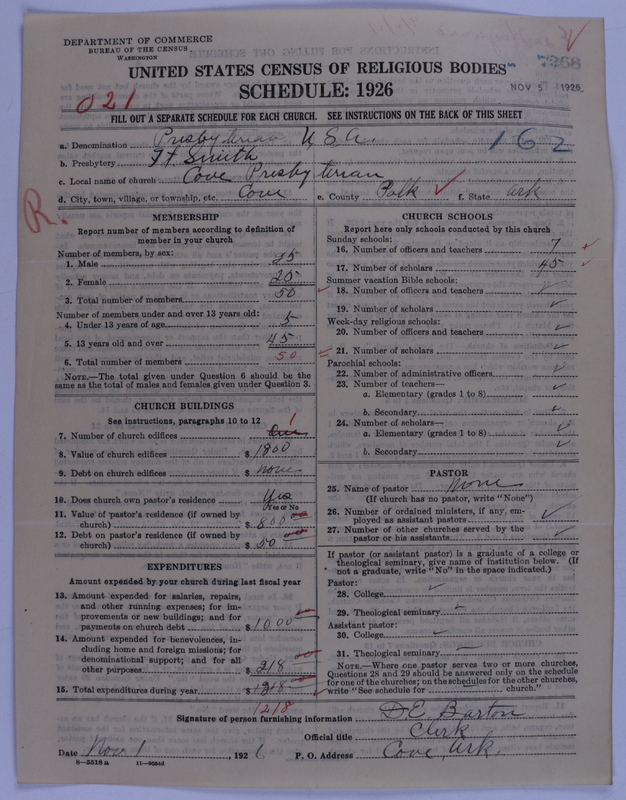 DEPARTMENT OF COMMERCE
BUREAU OF THE CENSUS
WASHINGTON
UNITED STATES CENSUS OF RELIGIOUS BODIES
7258
SCHEDULE: 1926
NOV 5 1926
021
FILL OUT A SEPARATE SCHEDULE FOR EACH CHURCH. SEE INSTRUCTIONS ON THE BACK OF THIS SHEET
a. Denomination Presbyterian U S A.
162
b. Presbytery Ft Smith
c. Local name of church Cove Presbyterian
d. City, town, village, or township, etc. Cove e. County Polk f. State Ark
R.
MEMBERSHIP
Report number of members according to definition of
member in your church
Number of members, by sex:
1. Male 25
2. Female 25
3. Total number of members 50
Number of members under and over 13 years old:
4. Under 13 years of age 5
5. 13 years old and over 45
6. Total number of members 50
NOTE.—The total given under Question 6 should be the
same as the total of males and females given under Question 3.
CHURCH BUILDINGS
See instructions, paragraphs 10 to 12
7. Number of church edifices One 1
8. Value of church edifices $ 1800
9. Debt on church edifices $ none
10. Does church own pastor's residence Yes
Yes or No
11. Value of pastor's residence (if owned by
church) $ 800
12. Debt on pastor's residence (if owned by
church) $ 50
EXPENDITURES
Amount expended by your church during last fiscal year
13. Amount expended for salaries, repairs,
and other running expenses; for im-
provements or new buildings; and for
payments on church debt $ 1000
14. Amount expended for benevolences, in-
cluding home and foreign missions; for
denominational support; and for all
other purposes $ 218
15. Total expenditures during year $ 1218
1218
CHURCH SCHOOLS
Report here only schools conducted by this church
Sunday schools:
16. Number of officers and teachers 7
17. Number of scholars 45
Summer vacation Bible schools:
18. Number of officers and teachers
19. Number of scholars
Week-day religious schools:
20. Number of officers and teachers
21. Number of scholars
Parochial schools:
22. Number of administrative officers
23. Number of teachers—
a. Elementary (grades 1 to 8)
b. Secondary
24. Number of scholars—
a. Elementary (grades 1 to 8)
b. Secondary
PASTOR
25. Name of pastor None
(If church has no pastor, write "None")
26. Number of ordained ministers, if any, em-
ployed as assistant pastors
27. Number of other churches served by the
pastor or his assistants
If pastor (or assistant pastor) is a graduate of a college or
theological seminary, give name of institution below. (If
not a graduate, write "No" in the space indicated.)
Pastor:
28. College
29. Theological seminary
Assistant pastor:
30. College
31. Theological seminary
NOTE.—Where one pastor serves two or more churches,
Questions 28 and 29 should be answered only on the schedule
for one of the churches; on the schedules for the other churches,
write "See schedule for church."
Signature of person furnishing information D.E. Barton
Official title Clerk
Date Nov 1, 1926 P. O. Address Cove, Ark.
8—5518 a